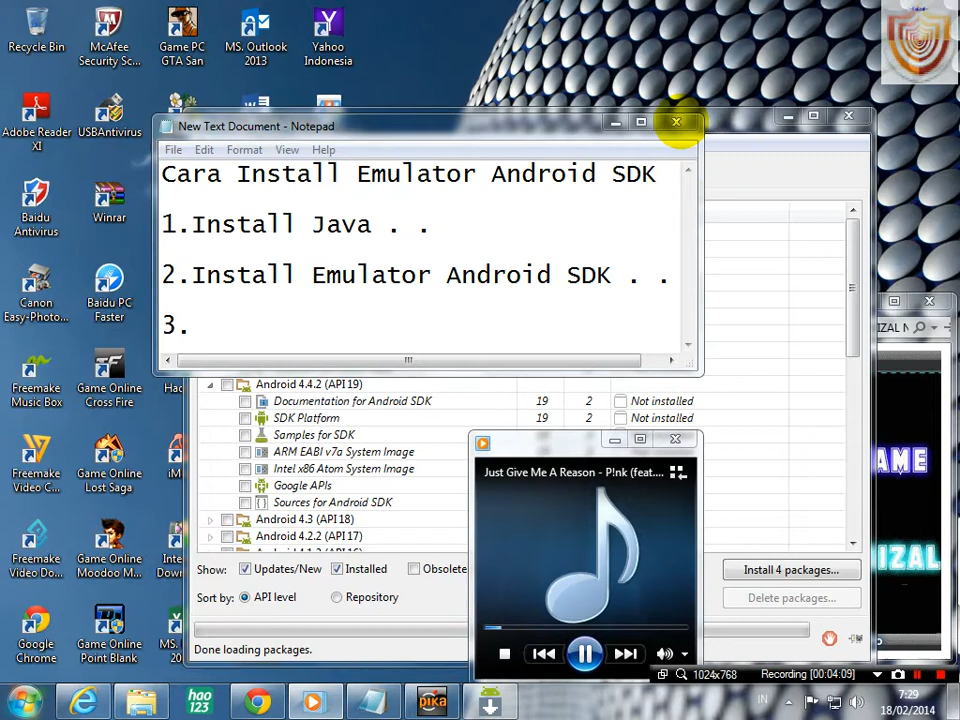 Recycle Bin
McAfee
Security Sc...
Game PC
GTA San
MS. Outlook
2013
Yahoo
Indonesia
Adobe Reader
XI
USBAntivirus
Baidu
Antivirus
Winrar
Canon
Easy-Photo...
Baidu PC
Faster
Freemake
Music Box
Game Online
Cross Fire
Freemake
Video C...
Game Online
Lost Saga
Freemake
Video Do...
Game Online
Moodoo M...
Google
Chrome
Game Online
Point Blank
New Text Document - Notepad
File Edit Format View Help
Cara Install Emulator Android SDK
1.Install Java . .
2.Install Emulator Android SDK . .
3.
Android 4.4.2 (API 19)
Documentation for Android SDK 19 2 Not installed
SDK Platform 19 2 Not installed
Samples for SDK
ARM EABI v7a System Image
Intel x86 Atom System Image
Google APIs
Sources for Android SDK
Android 4.3 (API 18)
Android 4.2.2 (API 17)
Show: Updates/New Installed Obsolete
Install 4 packages...
Sort by: API level Repository
Delete packages...
Done loading packages.
Just Give Me A Reason - P!nk (feat....
IZAL N
AME
IZAL
1024x768 Recording [00:04:09]
hao
123
pika
IN
7:29
18/02/2014